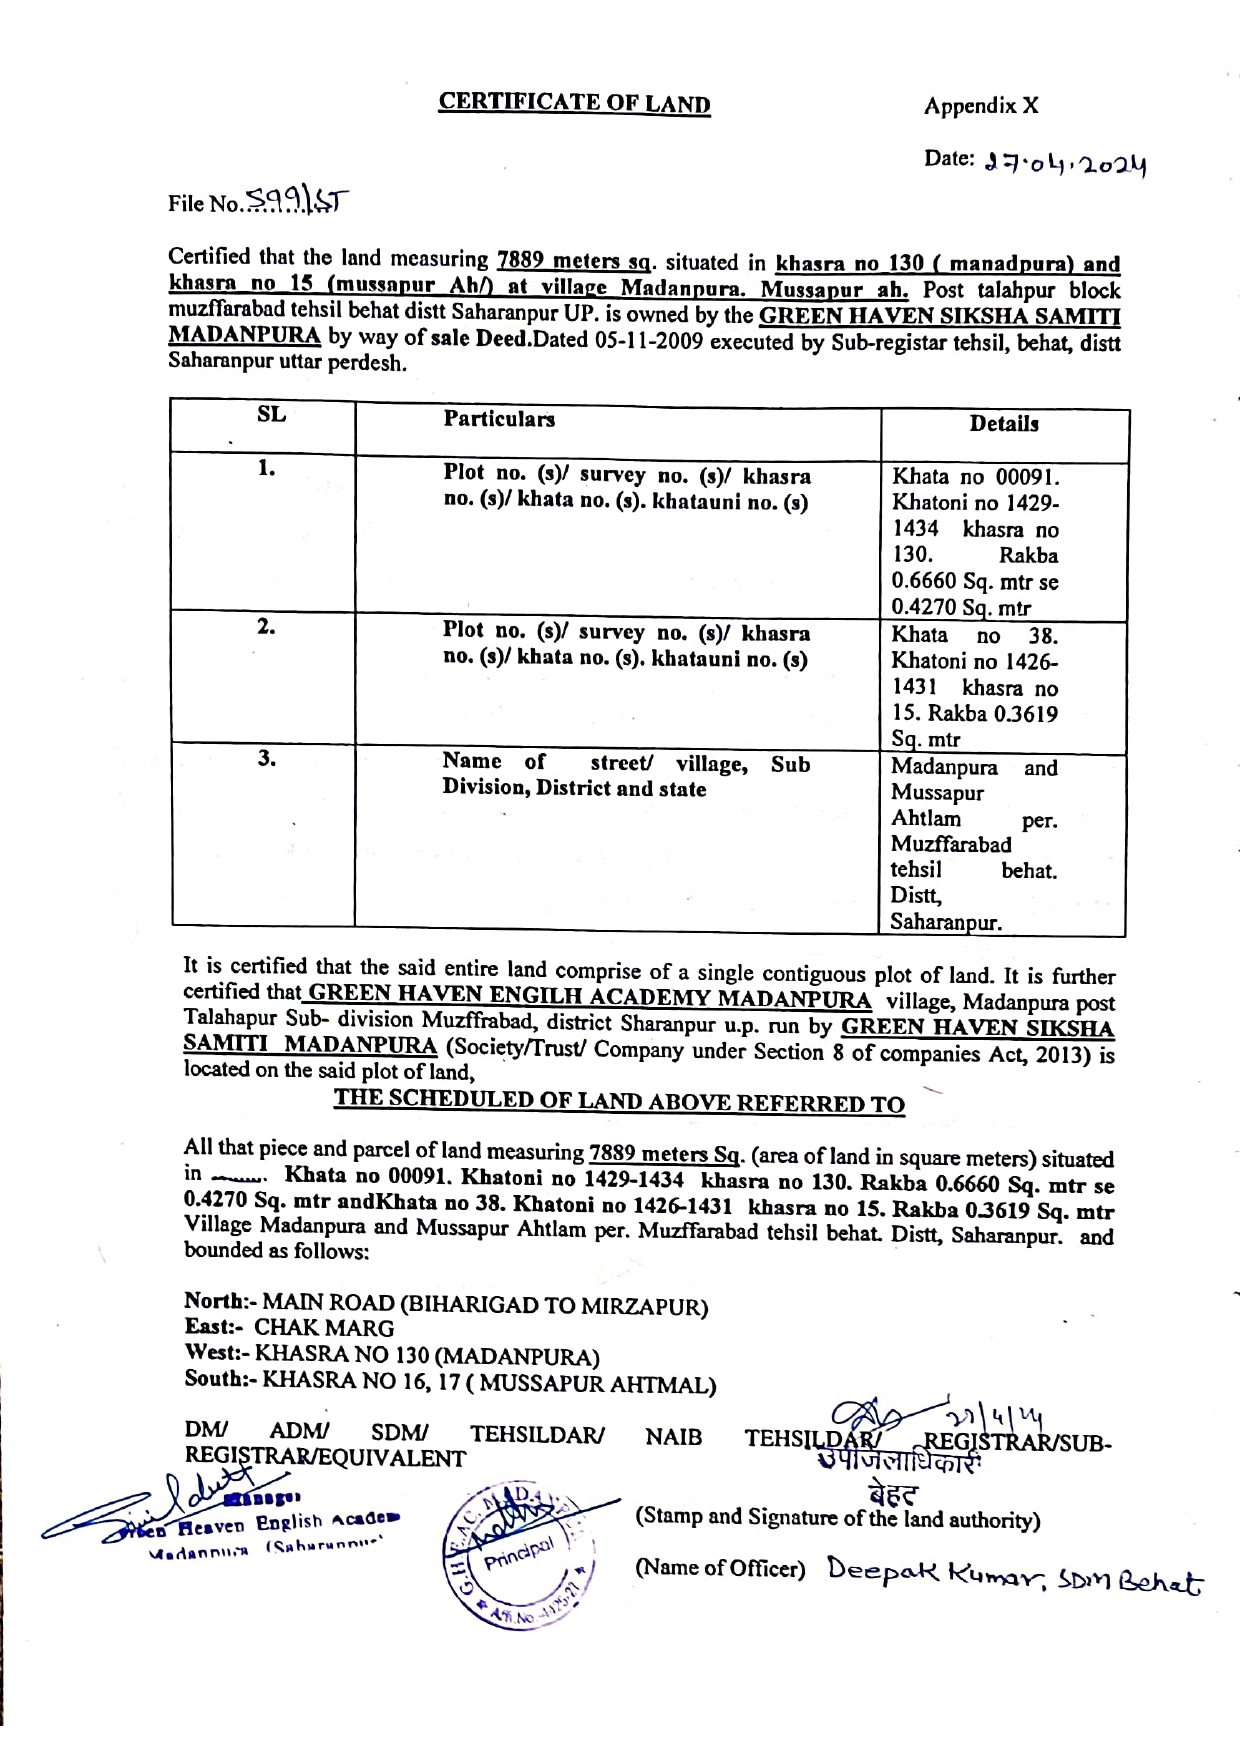 CERTIFICATE OF LAND
Appendix X
Date: 27.04.2024
File No. 599/ST
Certified that the land measuring 7889 meters sq. situated in khasra no 130 ( manadpura) and
khasra no 15 (mussapur Ah/) at village Madanpura. Mussapur ah. Post talahpur block
muzffarabad tehsil behat distt Saharanpur UP. is owned by the GREEN HAVEN SIKSHA SAMITI
MADANPURA by way of sale Deed.Dated 05-11-2009 executed by Sub-registar tehsil, behat, distt
Saharanpur uttar perdesh.
SL Particulars Details
1. Plot no. (s)/ survey no. (s)/ khasra
no. (s)/ khata no. (s). khatauni no. (s)
Khata no 00091.
Khatoni no 1429-
1434 khasra no
130. Rakba
0.6660 Sq. mtr se
0.4270 Sq. mtr
2. Plot no. (s)/ survey no. (s)/ khasra
no. (s)/ khata no. (s). khatauni no. (s)
Khata no 38.
Khatoni no 1426-
1431 khasra no
15. Rakba 0.3619
Sq. mtr
3. Name of street/ village, Sub
Division, District and state
Madanpura and
Mussapur
Ahtlam per.
Muzffarabad
tehsil behat.
Distt,
Saharanpur.
It is certified that the said entire land comprise of a single contiguous plot of land. It is further
certified that GREEN HAVEN ENGILH ACADEMY MADANPURA village, Madanpura post
Talahapur Sub- division Muzffrabad, district Sharanpur u.p. run by GREEN HAVEN SIKSHA
SAMITI MADANPURA (Society/Trust/ Company under Section 8 of companies Act, 2013) is
located on the said plot of land,
THE SCHEDULED OF LAND ABOVE REFERRED TO
All that piece and parcel of land measuring 7889 meters Sq. (area of land in square meters) situated
in ........ Khata no 00091. Khatoni no 1429-1434 khasra no 130. Rakba 0.6660 Sq. mtr se
0.4270 Sq. mtr andKhata no 38. Khatoni no 1426-1431 khasra no 15. Rakba 0.3619 Sq. mtr
Village Madanpura and Mussapur Ahtlam per. Muzffarabad tehsil behat. Distt, Saharanpur. and
bounded as follows:
North:- MAIN ROAD (BIHARIGAD TO MIRZAPUR)
East:- CHAK MARG
West:- KHASRA NO 130 (MADANPURA)
South:- KHASRA NO 16, 17 ( MUSSAPUR AHTMAL)
27/4/24
DM/ ADM/ SDM/ TEHSILDAR/ NAIB TEHSILDAR/ REGISTRAR/SUB-
REGISTRAR/EQUIVALENT
उपजिलाधिकारी
बेहट
Manager
Green Heaven English Academ
Madanpura (Saharanpur
G.H.E.AC. MADANPURA
Principal
Aff.No.
(Stamp and Signature of the land authority)
(Name of Officer) Deepak Kumar, SDM Behat